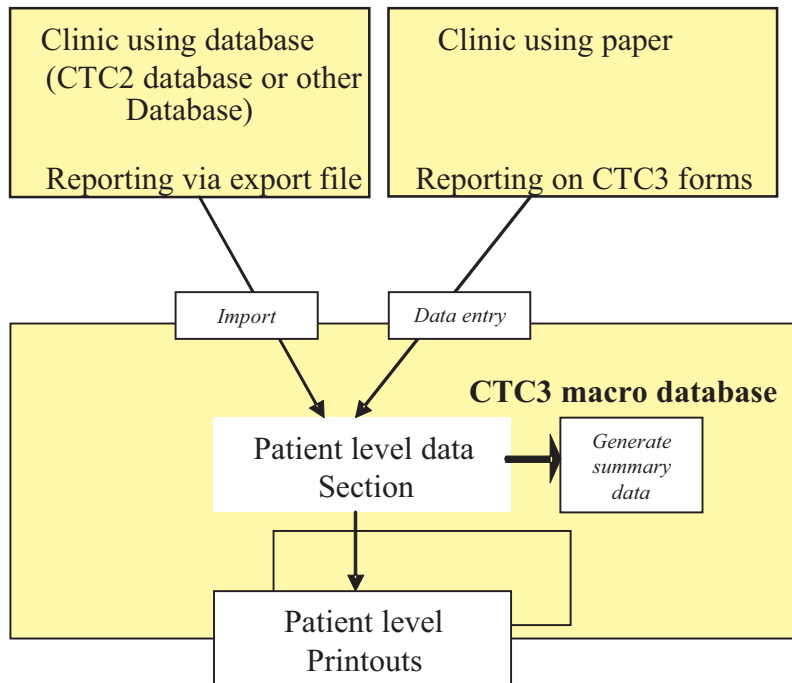 Clinic using database
(CTC2 database or other
Database)
Reporting via export file
Clinic using paper
Reporting on CTC3 forms
Import
Data entry
CTC3 macro database
Patient level data
Section
Generate
summary
data
Patient level
Printouts